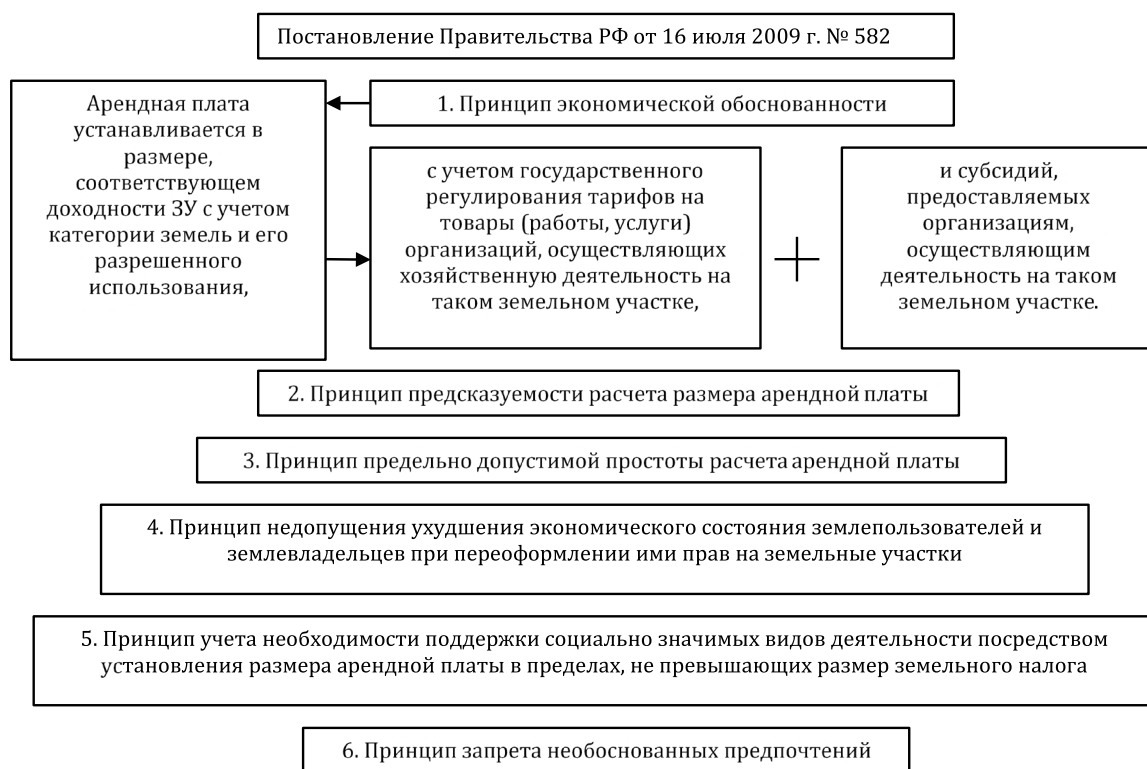 Постановление Правительства РФ от 16 июля 2009 г. № 582
1. Принцип экономической обоснованности
Арендная плата
устанавливается в
размере,
соответствующем
доходности ЗУ с учетом
категории земель и его
разрешенного
использования,
с учетом государственного
регулирования тарифов на
товары (работы, услуги)
организаций, осуществляющих
хозяйственную деятельность на
таком земельном участке,
и субсидий,
предоставляемых
организациям,
осуществляющим
деятельность на таком
земельном участке.
2. Принцип предсказуемости расчета размера арендной платы
3. Принцип предельно допустимой простоты расчета арендной платы
4. Принцип недопущения ухудшения экономического состояния землепользователей и
землевладельцев при переоформлении ими прав на земельные участки
5. Принцип учета необходимости поддержки социально значимых видов деятельности посредством
установления размера арендной платы в пределах, не превышающих размер земельного налога
6. Принцип запрета необоснованных предпочтений